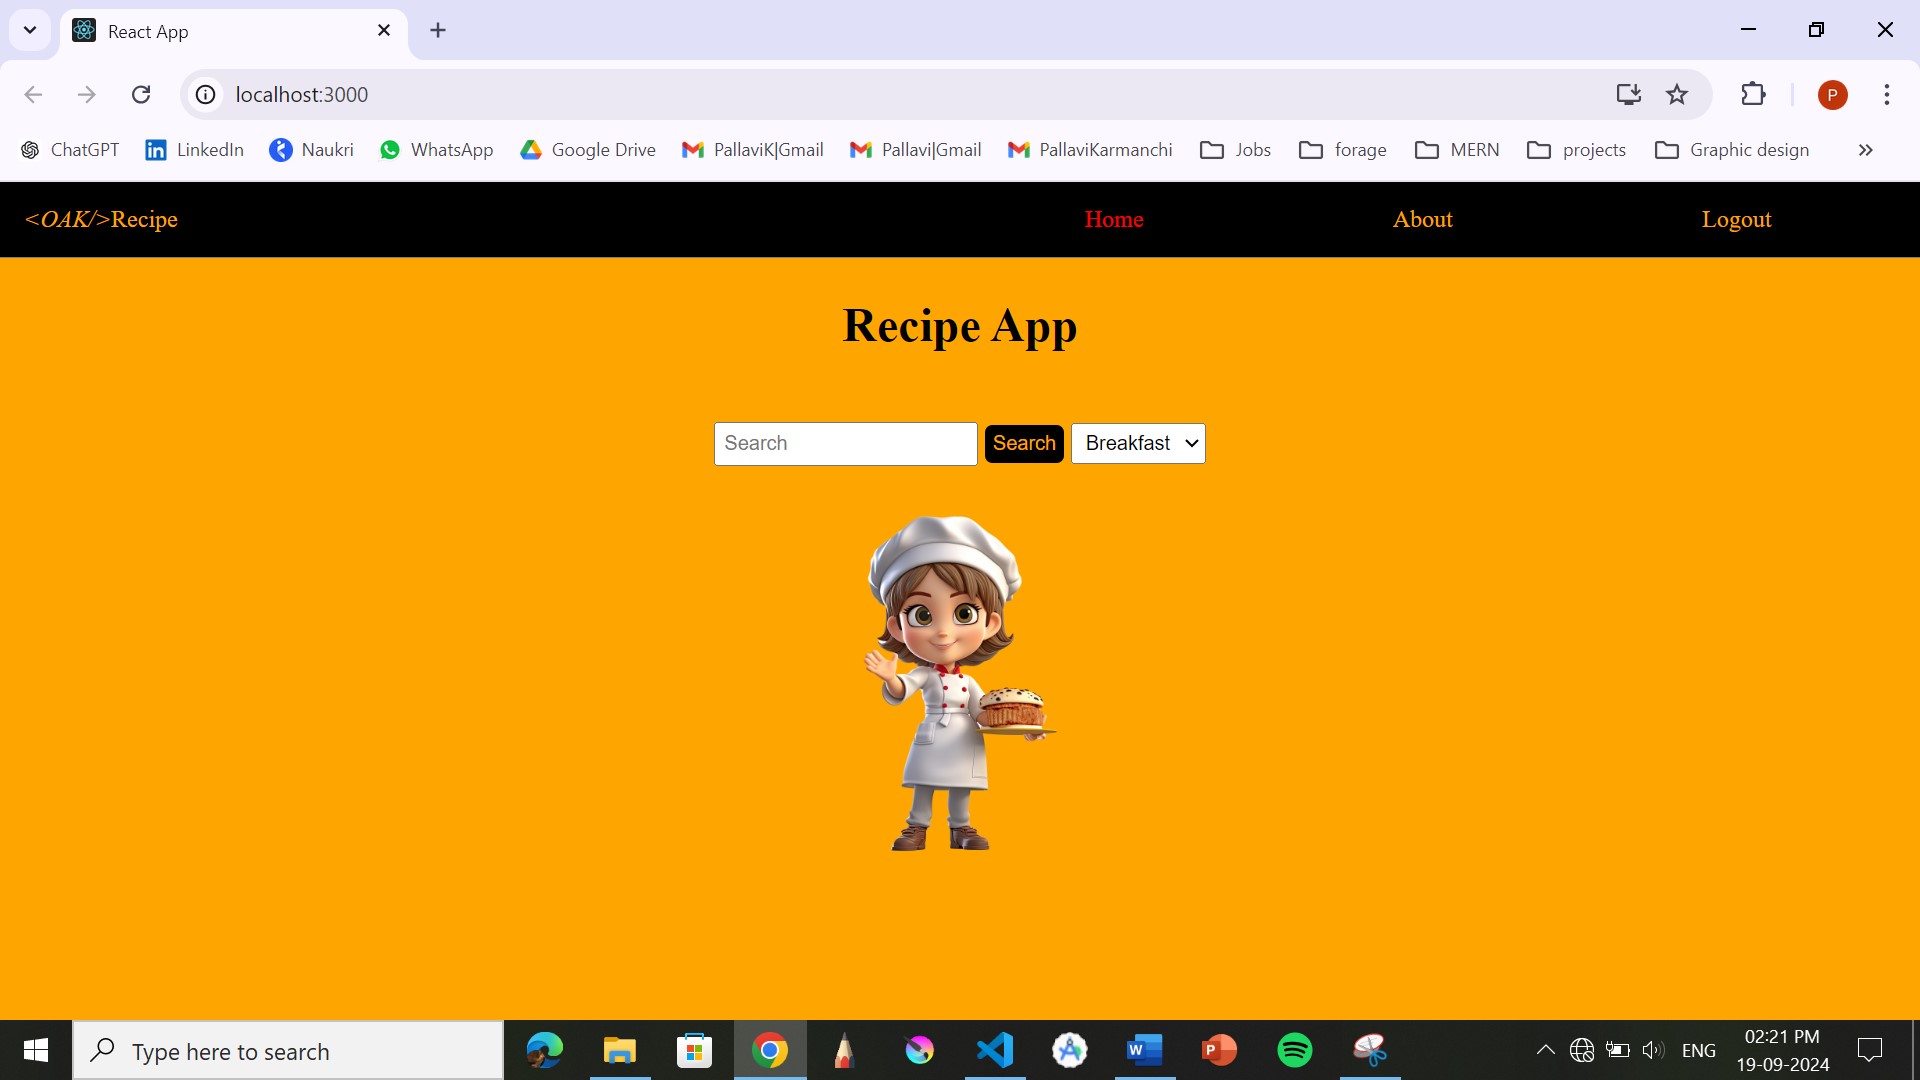 React App
localhost:3000
P
ChatGPT LinkedIn Naukri WhatsApp Google Drive PallaviK|Gmail Pallavi|Gmail PallaviKarmanchi Jobs forage MERN projects Graphic design
<OAK/>Recipe Home About Logout
Recipe App
Search Search Breakfast
Type here to search
W P ENG
02:21 PM
19-09-2024